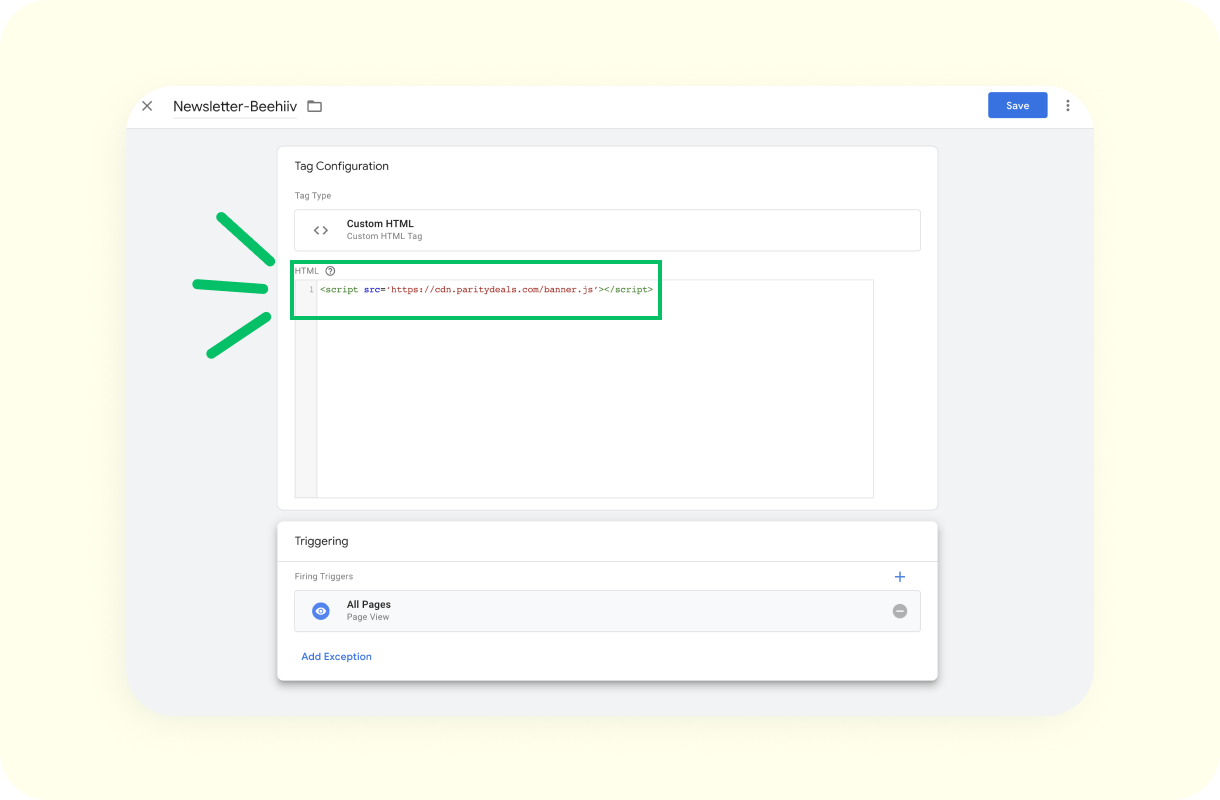 Newsletter-Beehiiv
Save
Tag Configuration
Tag Type
Custom HTML
Custom HTML Tag
HTML
1 <script src=‘https://cdn.paritydeals.com/banner.js’></script>
Triggering
Firing Triggers
All Pages
Page View
Add Exception